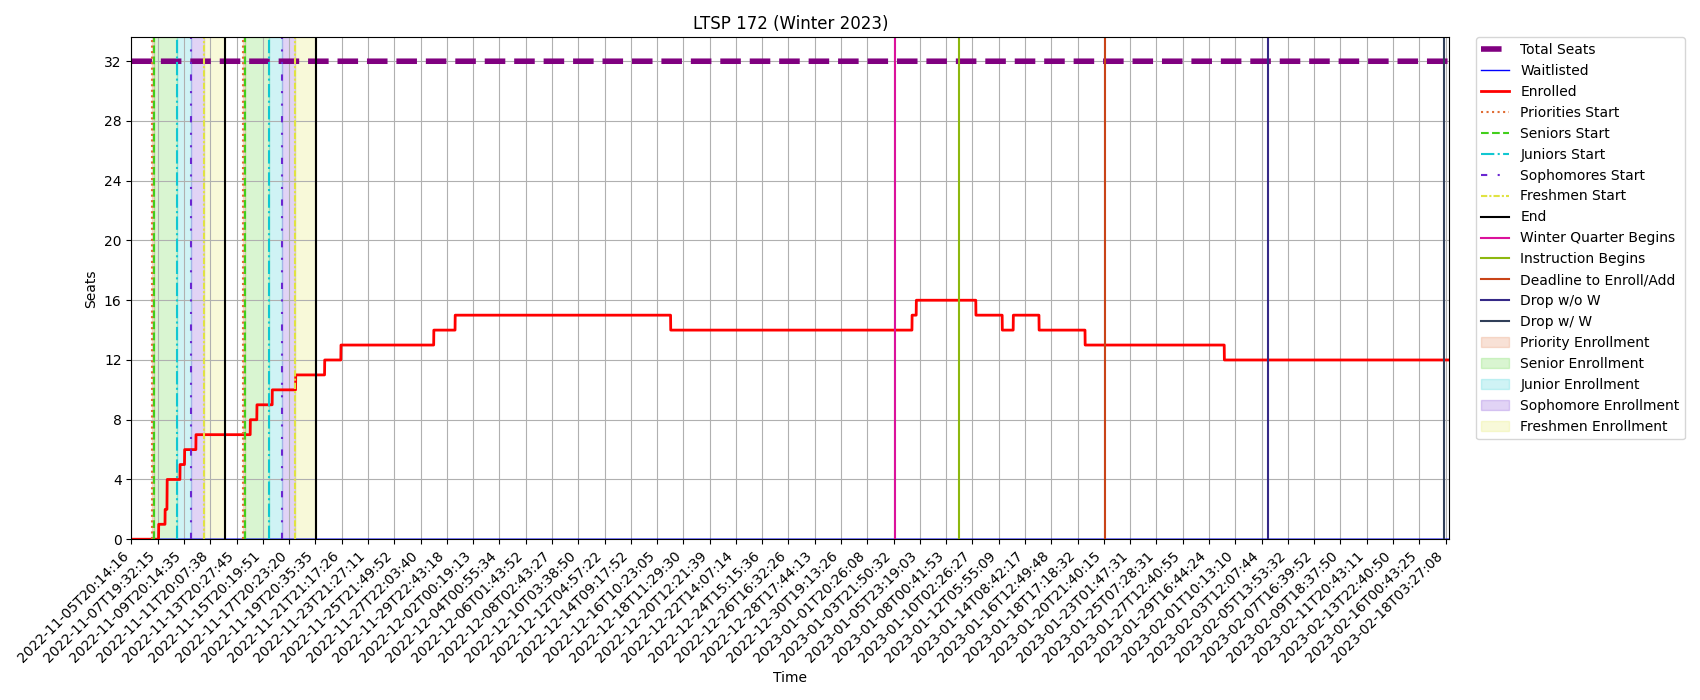 LTSP 172 (Winter 2023)
Seats
32
28
24
20
16
12
8
4
0
2022-11-05T20:14:16
2022-11-07T19:32:15
2022-11-09T20:14:35
2022-11-11T20:07:38
2022-11-13T20:27:45
2022-11-15T20:19:51
2022-11-17T20:23:20
2022-11-19T20:35:35
2022-11-21T21:17:26
2022-11-23T21:27:11
2022-11-25T21:49:52
2022-11-27T22:03:40
2022-11-29T22:43:18
2022-12-02T00:19:13
2022-12-04T00:55:34
2022-12-06T01:43:52
2022-12-08T02:43:27
2022-12-10T03:38:50
2022-12-12T04:57:22
2022-12-14T09:17:52
2022-12-16T10:23:05
2022-12-18T11:29:30
2022-12-20T12:21:39
2022-12-22T14:07:14
2022-12-24T15:15:36
2022-12-26T16:32:26
2022-12-28T17:44:13
2022-12-30T19:13:26
2023-01-01T20:26:08
2023-01-03T21:50:32
2023-01-05T23:19:03
2023-01-08T00:41:53
2023-01-10T02:26:27
2023-01-12T05:55:09
2023-01-14T08:42:17
2023-01-16T12:49:48
2023-01-18T17:18:32
2023-01-20T21:40:15
2023-01-23T01:47:31
2023-01-25T07:28:31
2023-01-27T12:40:55
2023-01-29T16:44:24
2023-02-01T10:13:10
2023-02-03T12:07:44
2023-02-05T13:53:32
2023-02-07T16:39:52
2023-02-09T18:37:50
2023-02-11T20:43:11
2023-02-13T22:40:50
2023-02-16T00:43:25
2023-02-18T03:27:08
Time
Total Seats
Waitlisted
Enrolled
Priorities Start
Seniors Start
Juniors Start
Sophomores Start
Freshmen Start
End
Winter Quarter Begins
Instruction Begins
Deadline to Enroll/Add
Drop w/o W
Drop w/ W
Priority Enrollment
Senior Enrollment
Junior Enrollment
Sophomore Enrollment
Freshmen Enrollment